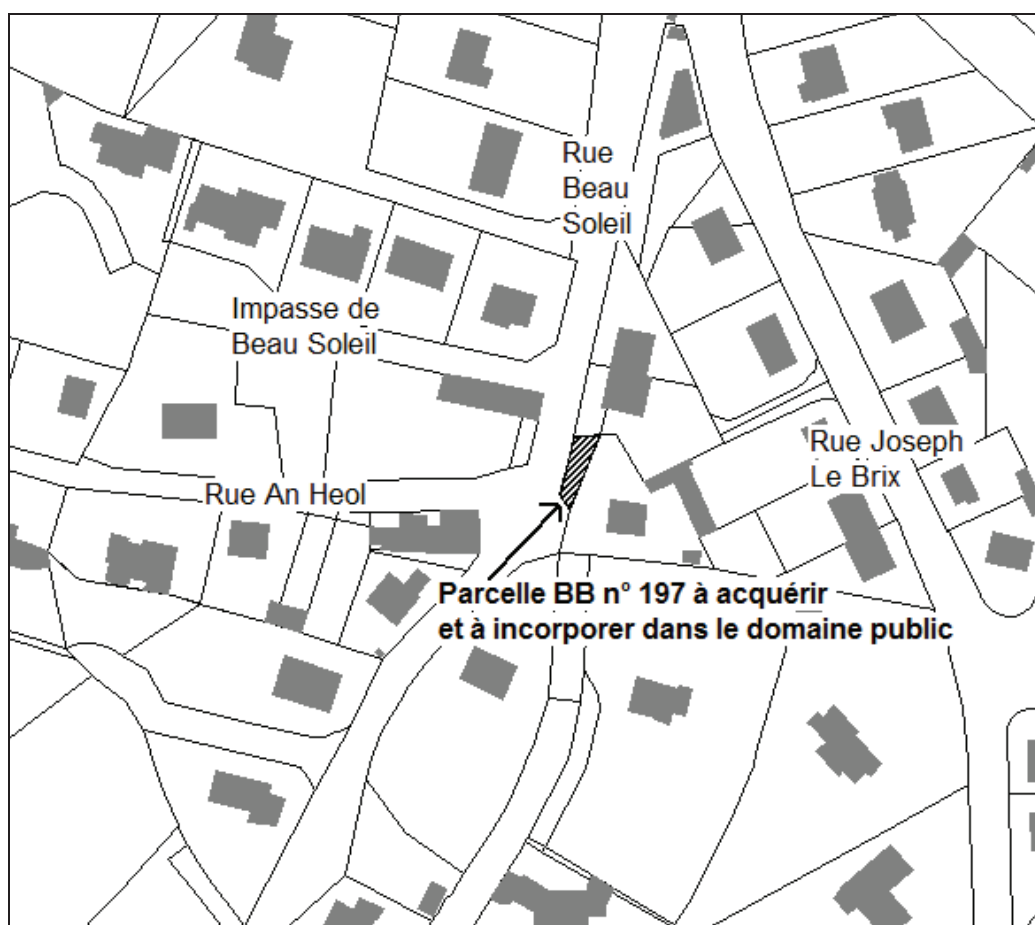 Rue
Beau
Soleil
Impasse de
Beau Soleil
Rue Joseph
Le Brix
Rue An Heol
Parcelle BB n° 197 à acquérir
et à incorporer dans le domaine public